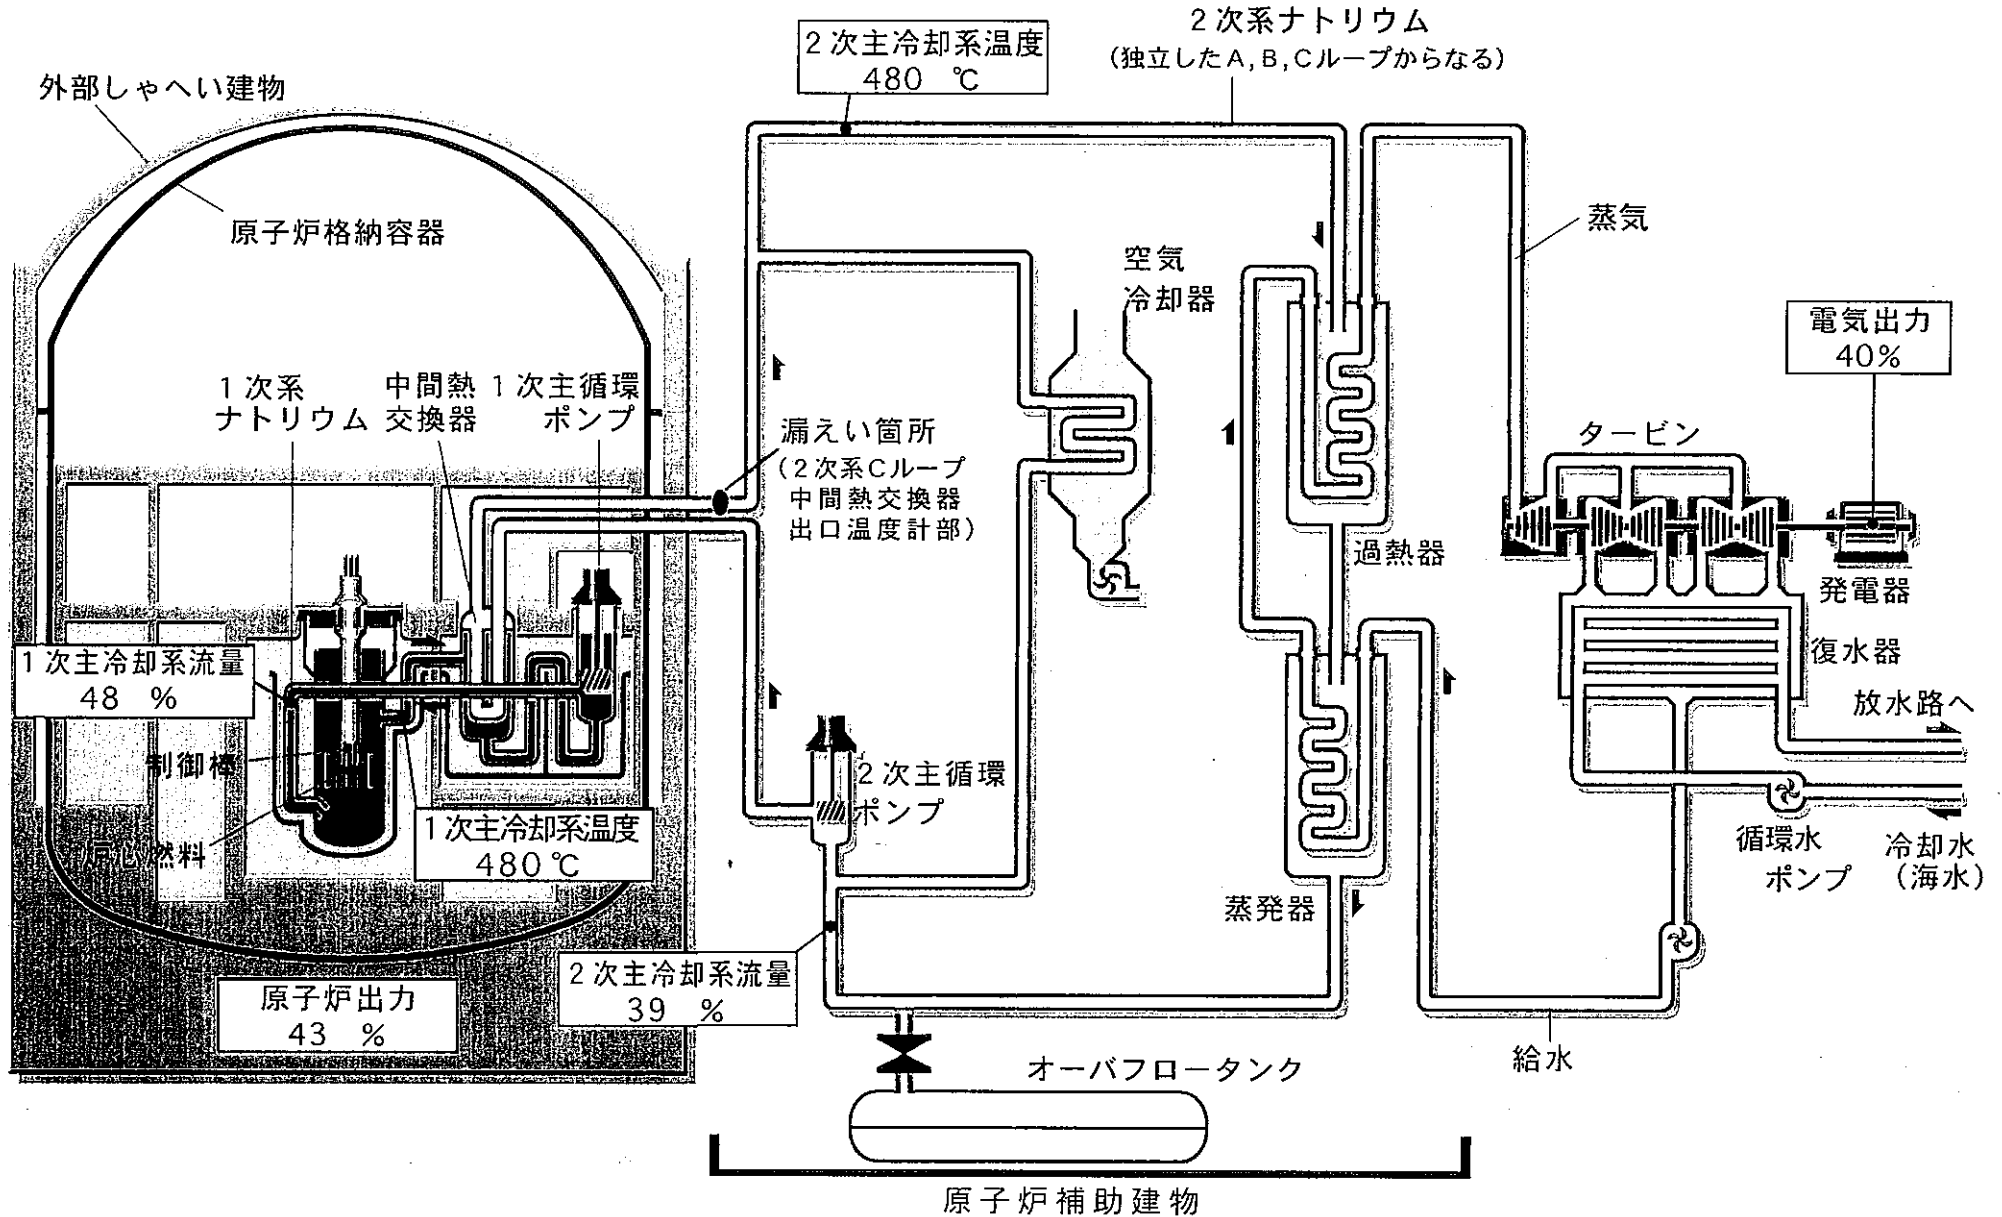 2次系ナトリウム
(独立したA,B,Cループからなる)
2次主冷却系温度
480 ℃
外部しゃへい建物
原子炉格納容器
蒸気
空気
冷却器
電気出力
40%
1次系
ナトリウム
中間熱
交換器
1次主循環
ポンプ
漏えい箇所
(2次系Cループ
中間熱交換器
出口温度計部)
タービン
過熱器
発電器
復水器
1次主冷却系流量
48 %
放水路へ
制御棒
2次主循環
ポンプ
1次主冷却系温度
480℃
炉心燃料
循環水
ポンプ
冷却水
(海水)
蒸発器
2次主冷却系流量
39 %
原子炉出力
43 %
給水
オーバフロータンク
原子炉補助建物